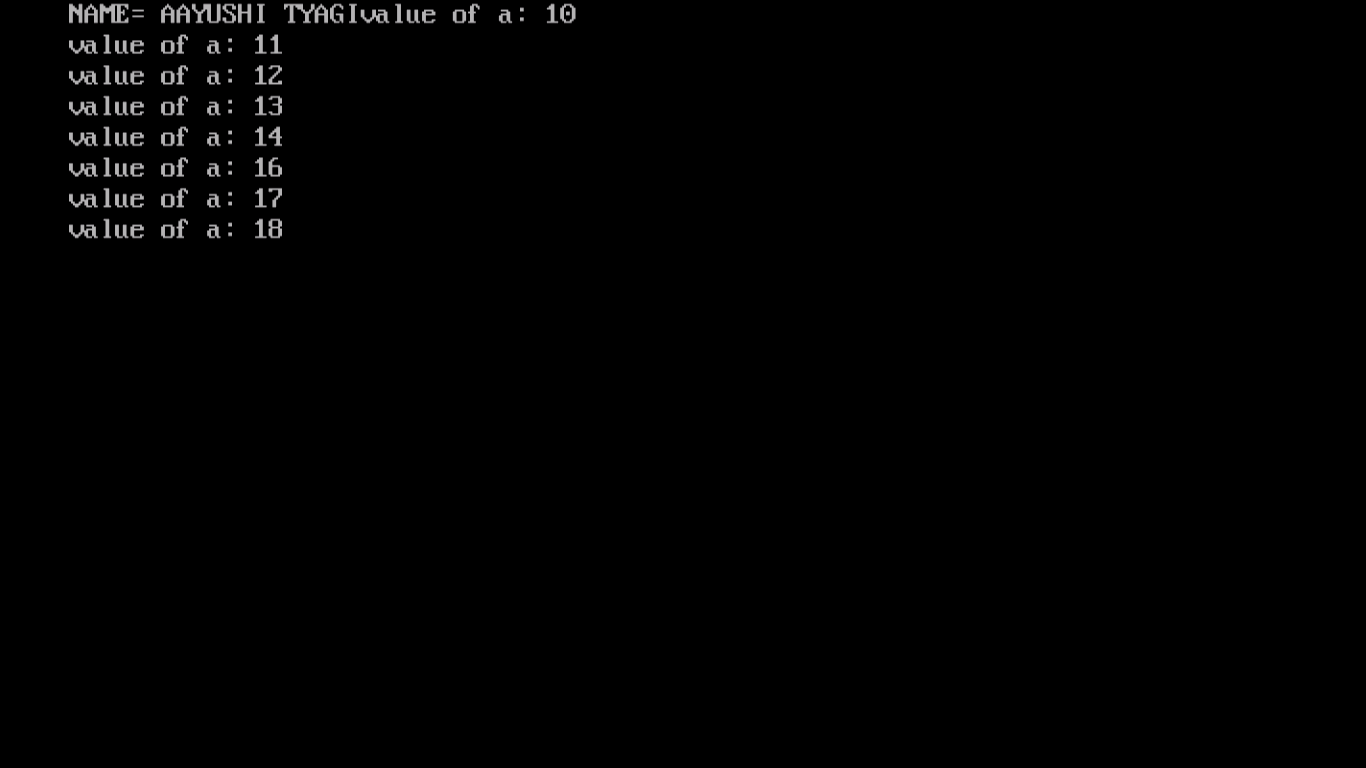 NAME= AAYUSHI TYAGIvalue of a: 10
value of a: 11
value of a: 12
value of a: 13
value of a: 14
value of a: 16
value of a: 17
value of a: 18